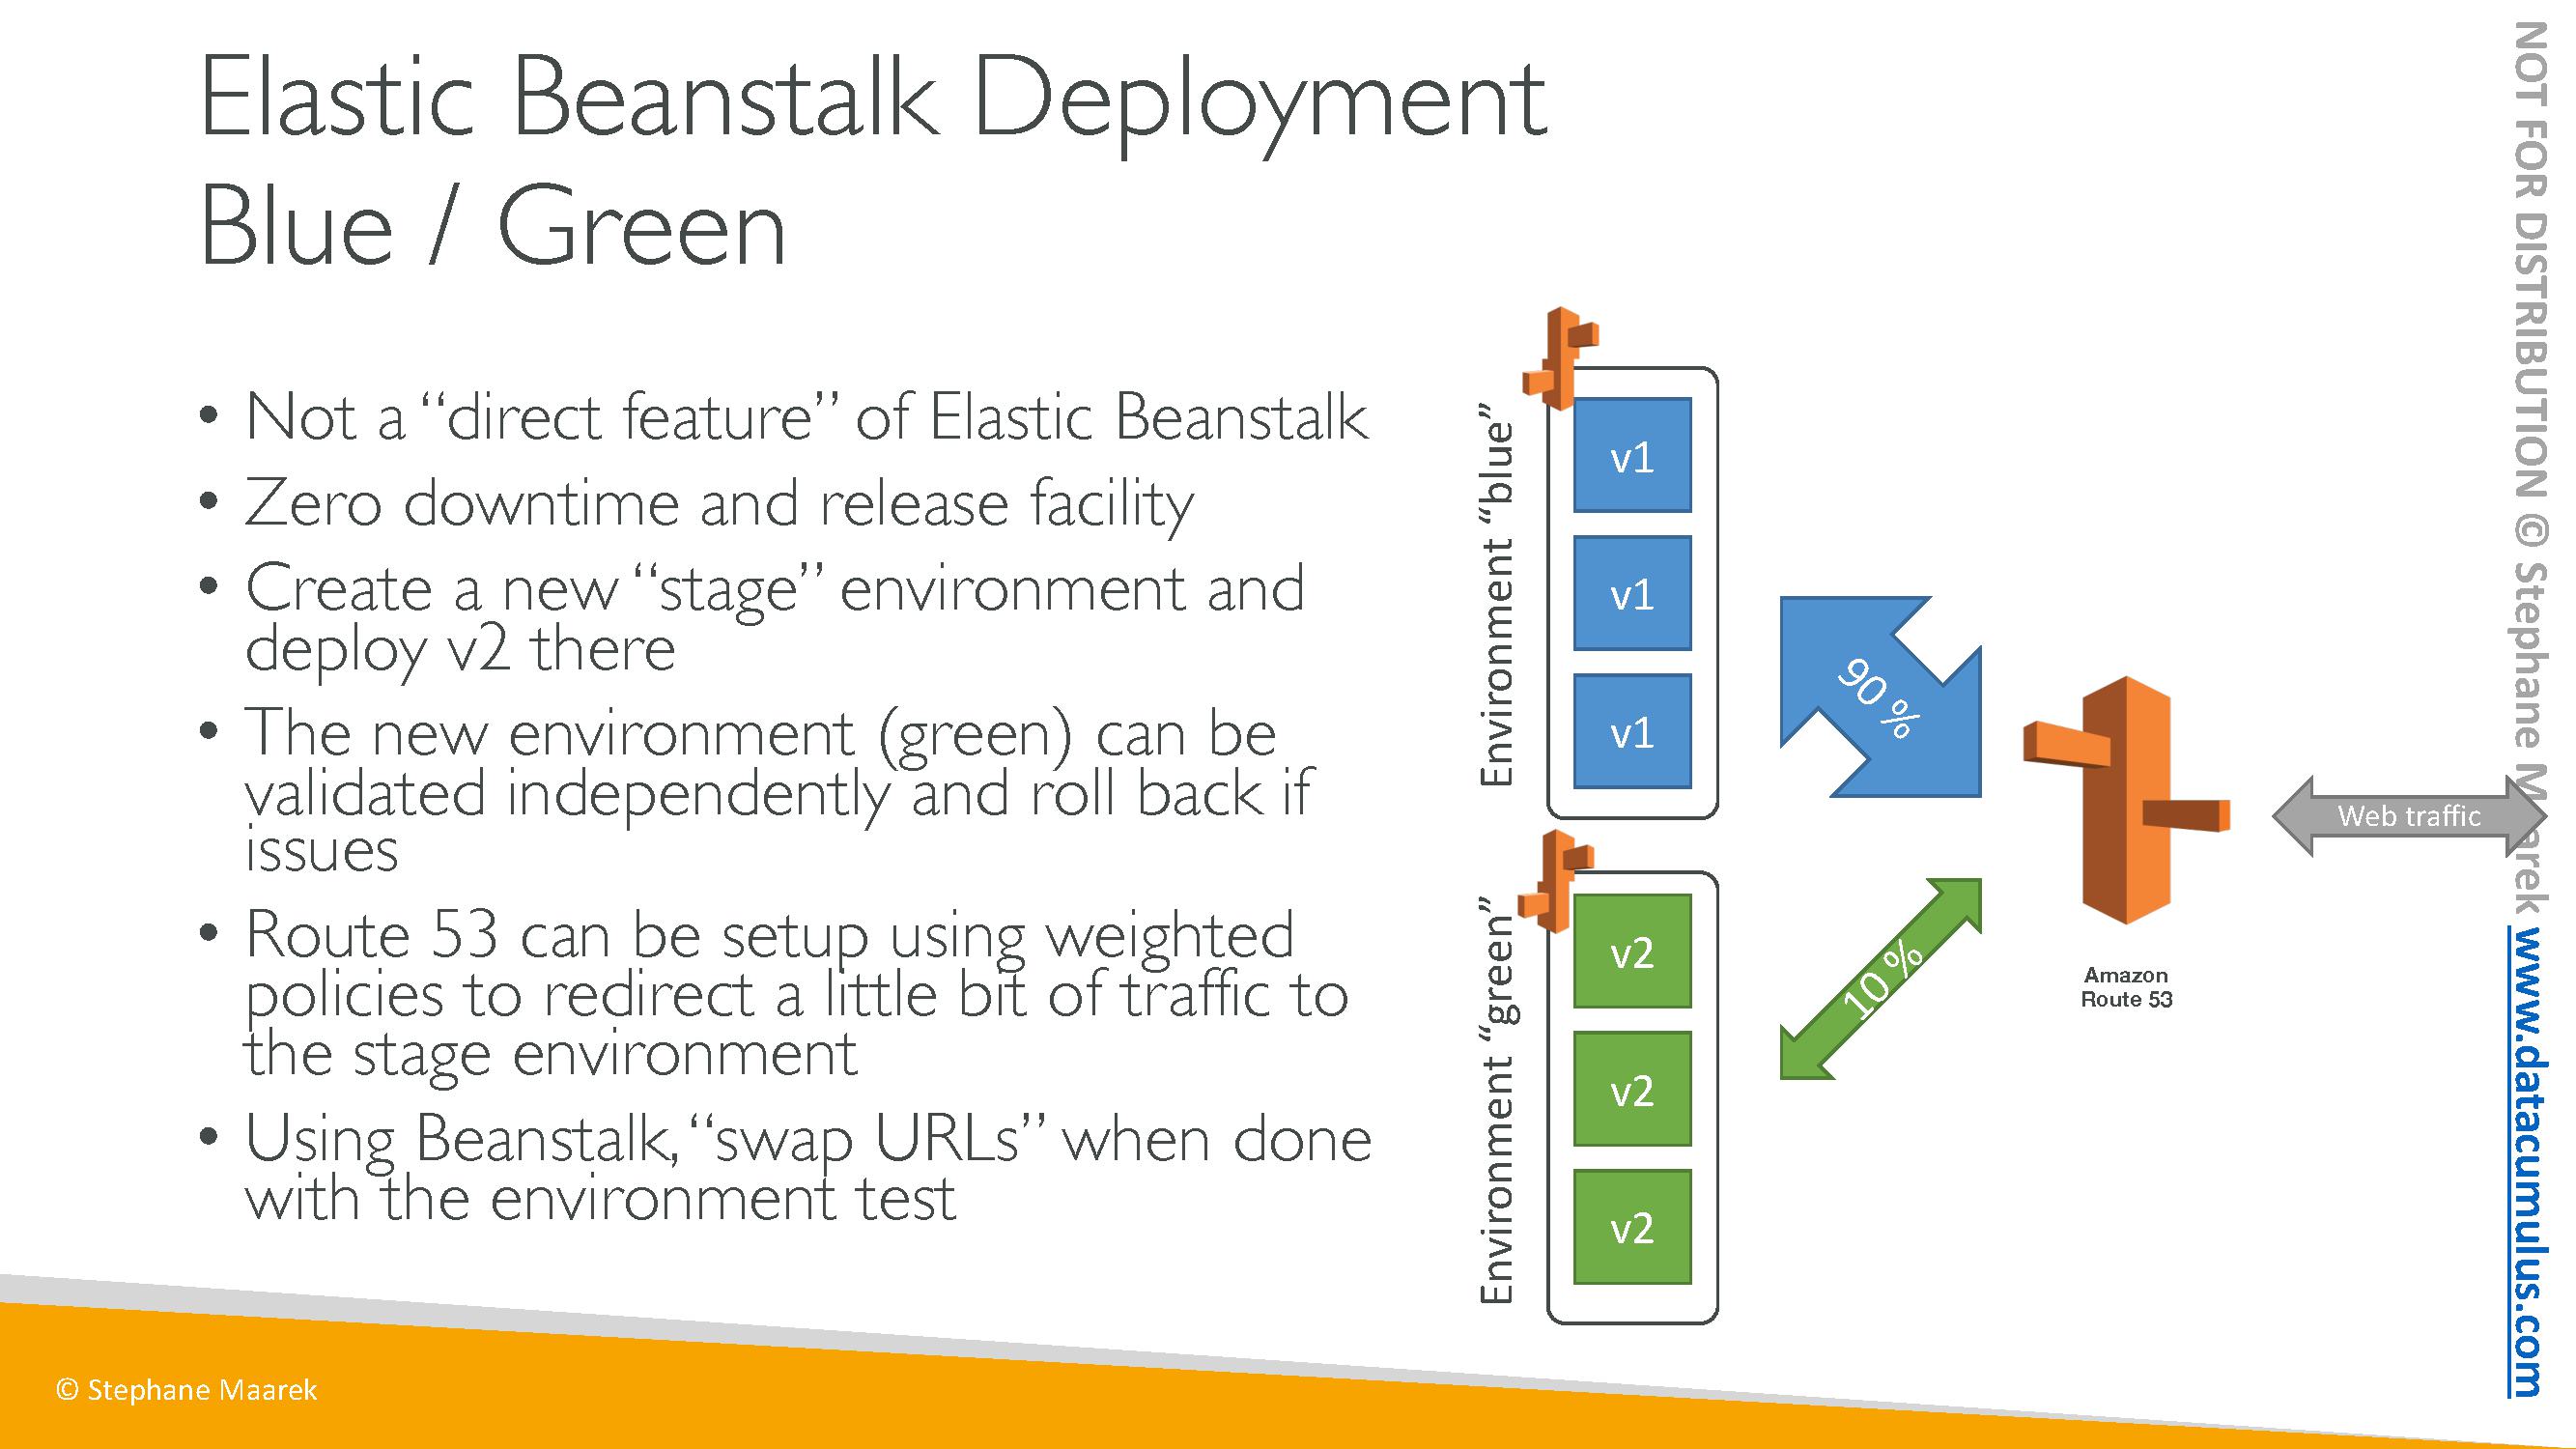 Elastic Beanstalk Deployment
Blue / Green
• Not a “direct feature” of Elastic Beanstalk
• Zero downtime and release facility
• Create a new “stage” environment and
deploy v2 there
• The new environment (green) can be
validated independently and roll back if
issues
• Route 53 can be setup using weighted
policies to redirect a little bit of traffic to
the stage environment
• Using Beanstalk, “swap URLs” when done
with the environment test
Environment “blue”
v1
v1
v1
Environment “green”
v2
v2
v2
90 %
10 %
Amazon
Route 53
Web traffic
NOT FOR DISTRIBUTION © Stephane Maarek www.datacumulus.com
© Stephane Maarek